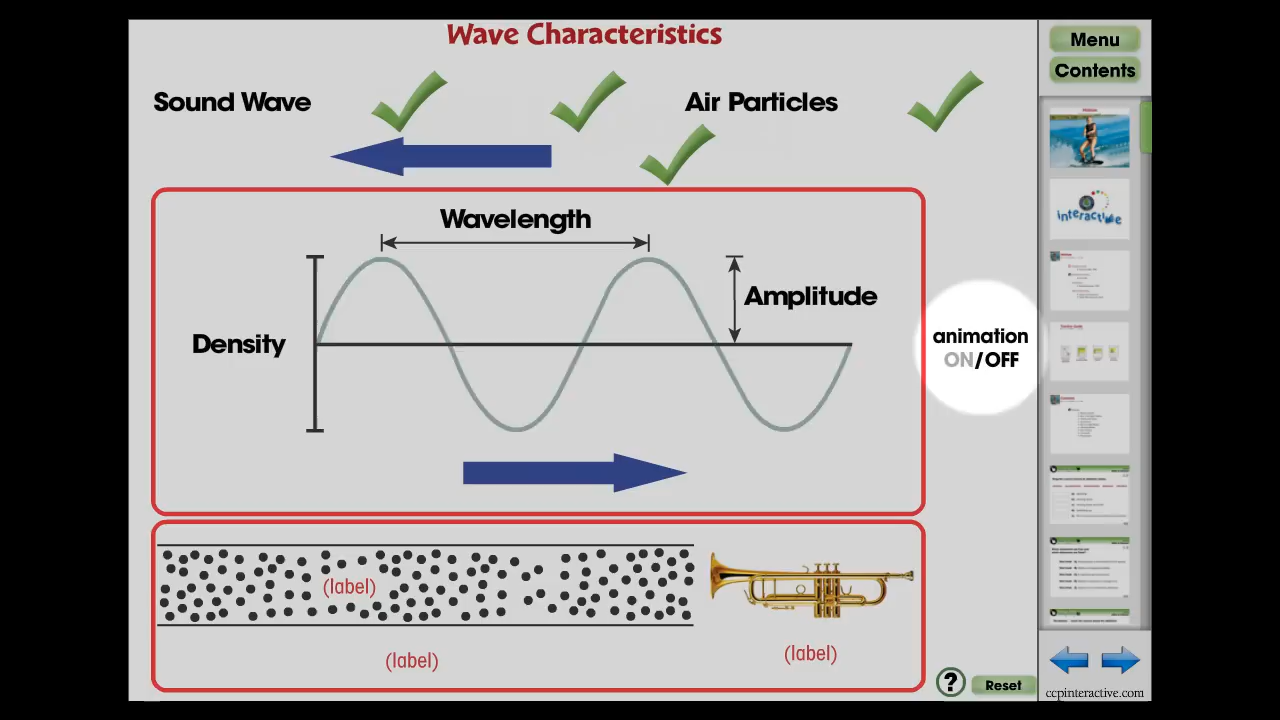 Wave Characteristics
Menu
Contents
Sound Wave
Air Particles
Wavelength
Amplitude
Density
animation
ON/OFF
interactive
(label)
(label)
(label)
?
Reset
ccpinteractive.com